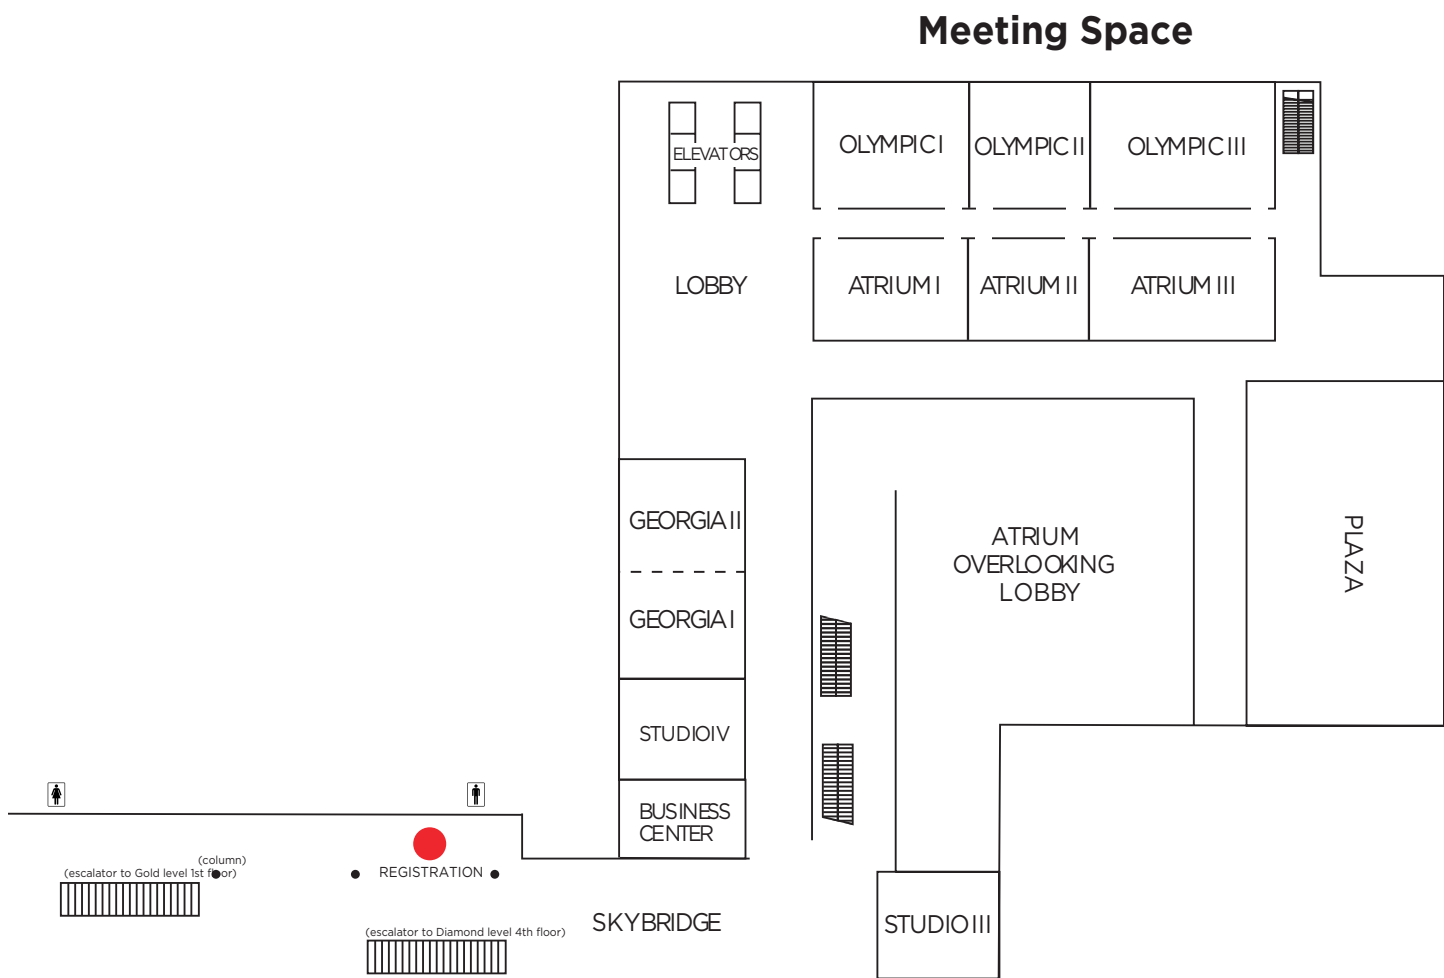 Meeting Space
OLYMPIC I
OLYMPIC II
OLYMPIC III
ELEVATORS
LOBBY
ATRIUM I
ATRIUM II
ATRIUM III
GEORGIA II
ATRIUM
OVERLOOKING
LOBBY
PLAZA
GEORGIA I
STUDIO IV
BUSINESS
CENTER
(column)
(escalator to Gold level 1st floor)
REGISTRATION
(escalator to Diamond level 4th floor)
SKYBRIDGE
STUDIO III